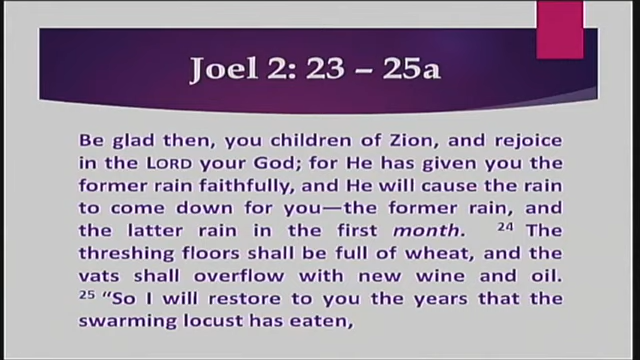 Joel 2: 23 – 25a
Be glad then, you children of Zion, and rejoice
in the LORD your God; for He has given you the
former rain faithfully, and He will cause the rain
to come down for you—the former rain, and
the latter rain in the first month. 24 The
threshing floors shall be full of wheat, and the
vats shall overflow with new wine and oil.
25 “So I will restore to you the years that the
swarming locust has eaten,